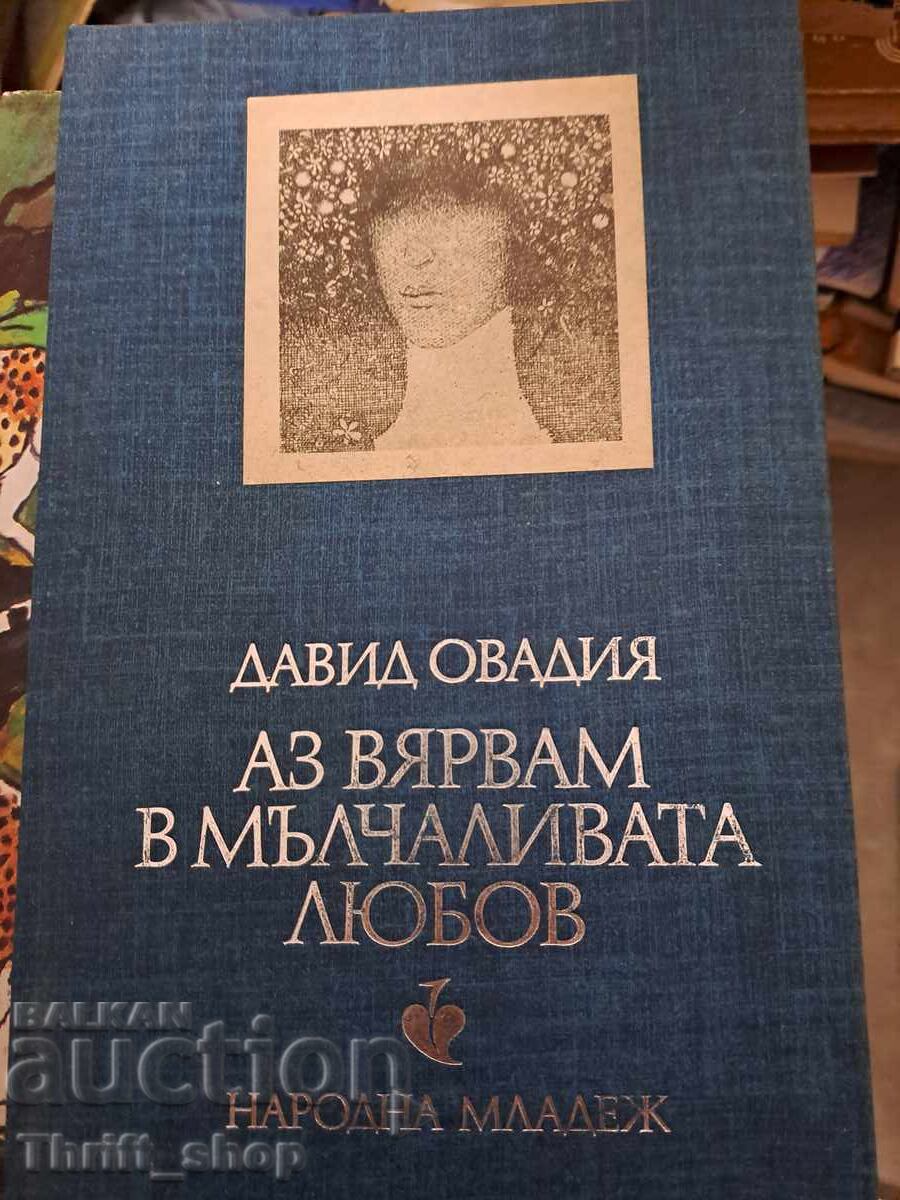 ДАВИД ОВАДИЯ
АЗ ВЯРВАМ
В МЪЛЧАЛИВАТА
ЛЮБОВ
НАРОДНА МЛАДЕЖ
BALKAN
auction
Thrift_shop